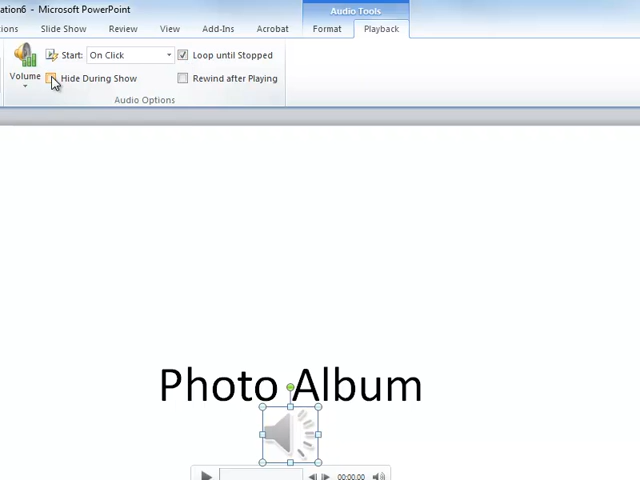 ation6 - Microsoft PowerPoint
Audio Tools
ions Slide Show Review View Add-Ins Acrobat Format Playback
Volume
Start: On Click
Loop until Stopped
Hide During Show
Rewind after Playing
Audio Options
Photo Album
00:00.00